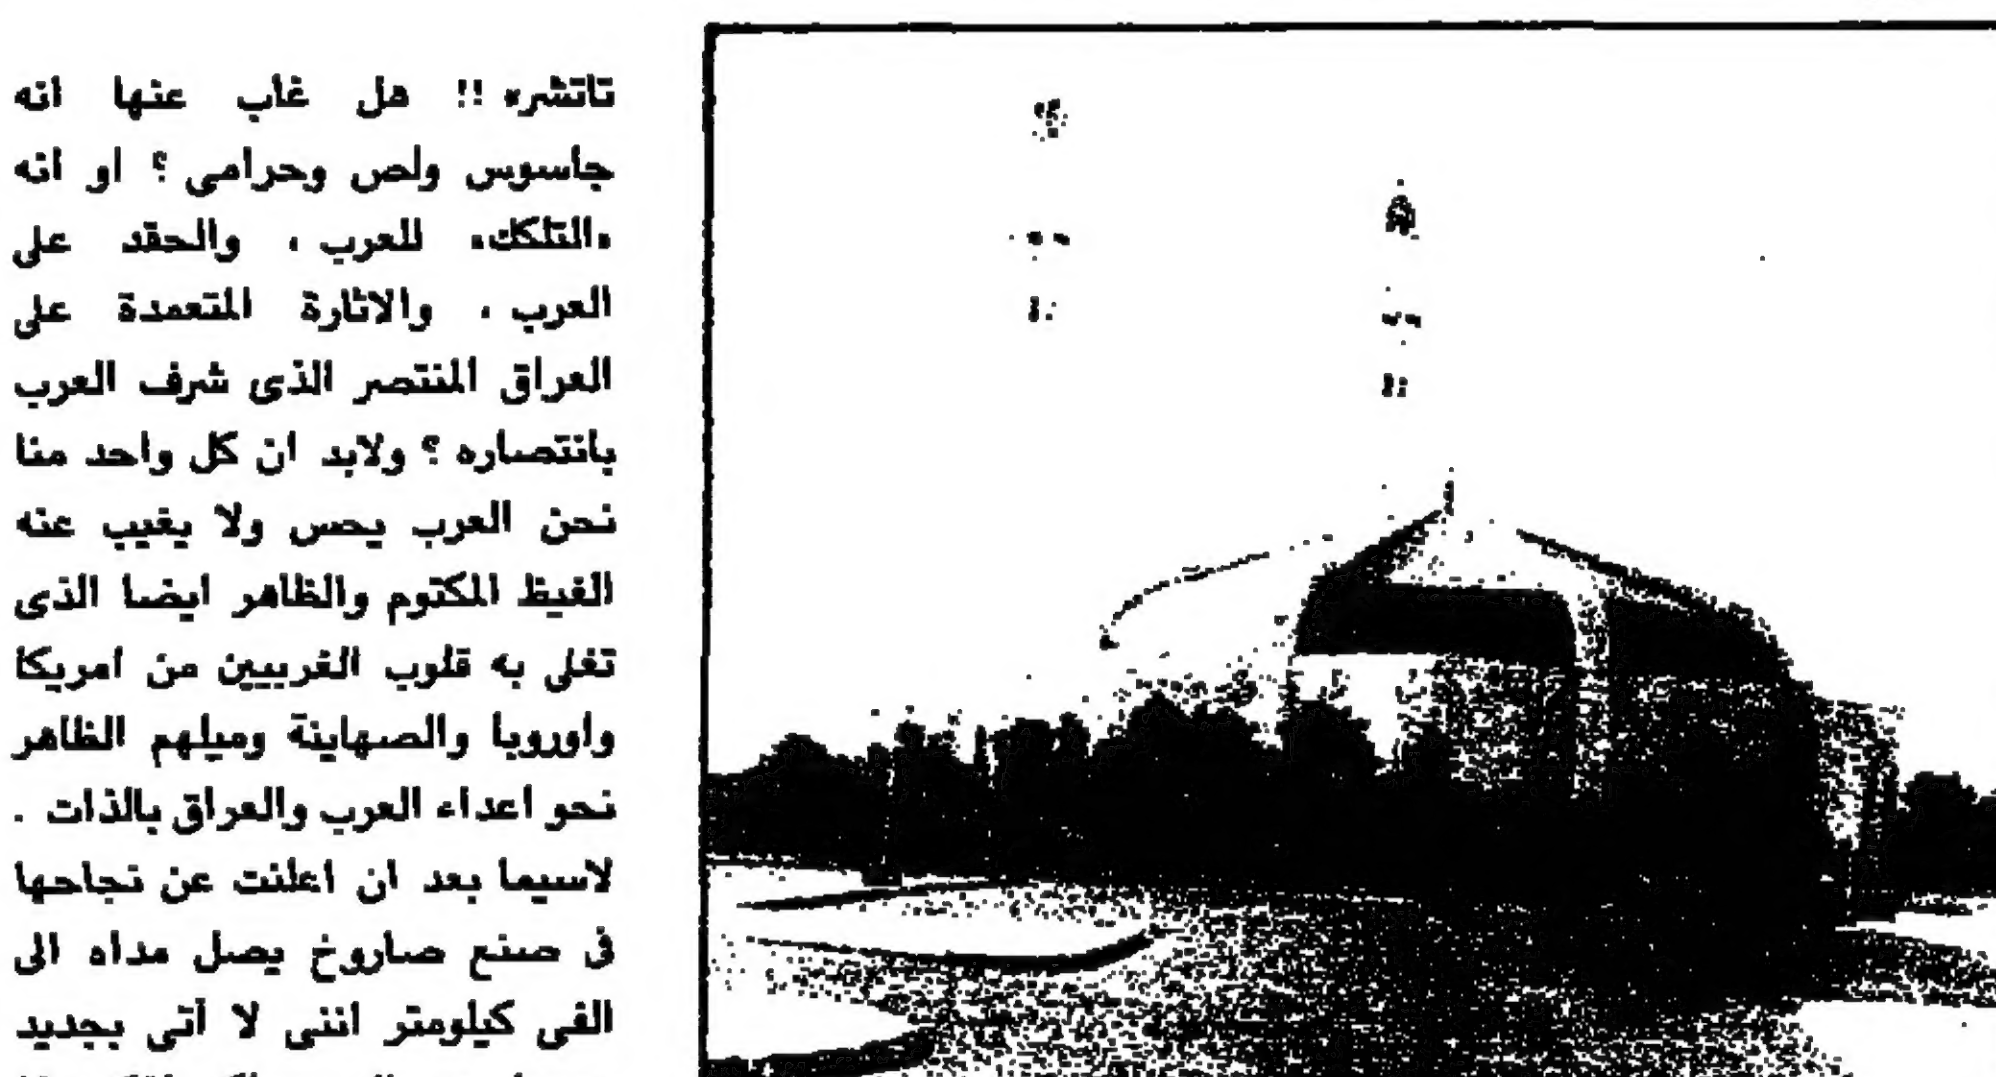 تاتشر» !! هل غاب عنها انه
جاسوس ولص وحرامى ؟ او انه
«التلكك» للعرب ، والحقد على
العرب ، والاثارة المتعمدة على
العراق المنتصر الذى شرف العرب
بانتصاره ؟ ولابد ان كل واحد منا
نحن العرب يحس ولا يغيب عنه
الغيظ المكتوم والظاهر ايضا الذى
تغلى به قلوب الغربيين من امريكا
واوروبا والصهاينة وميلهم الظاهر
نحو اعداء العرب والعراق بالذات .
لاسيما بعد ان اعلنت عن نجاحها
فى صنع صاروخ يصل مداه الى
الفى كيلومتر اننى لا آتى بجديد